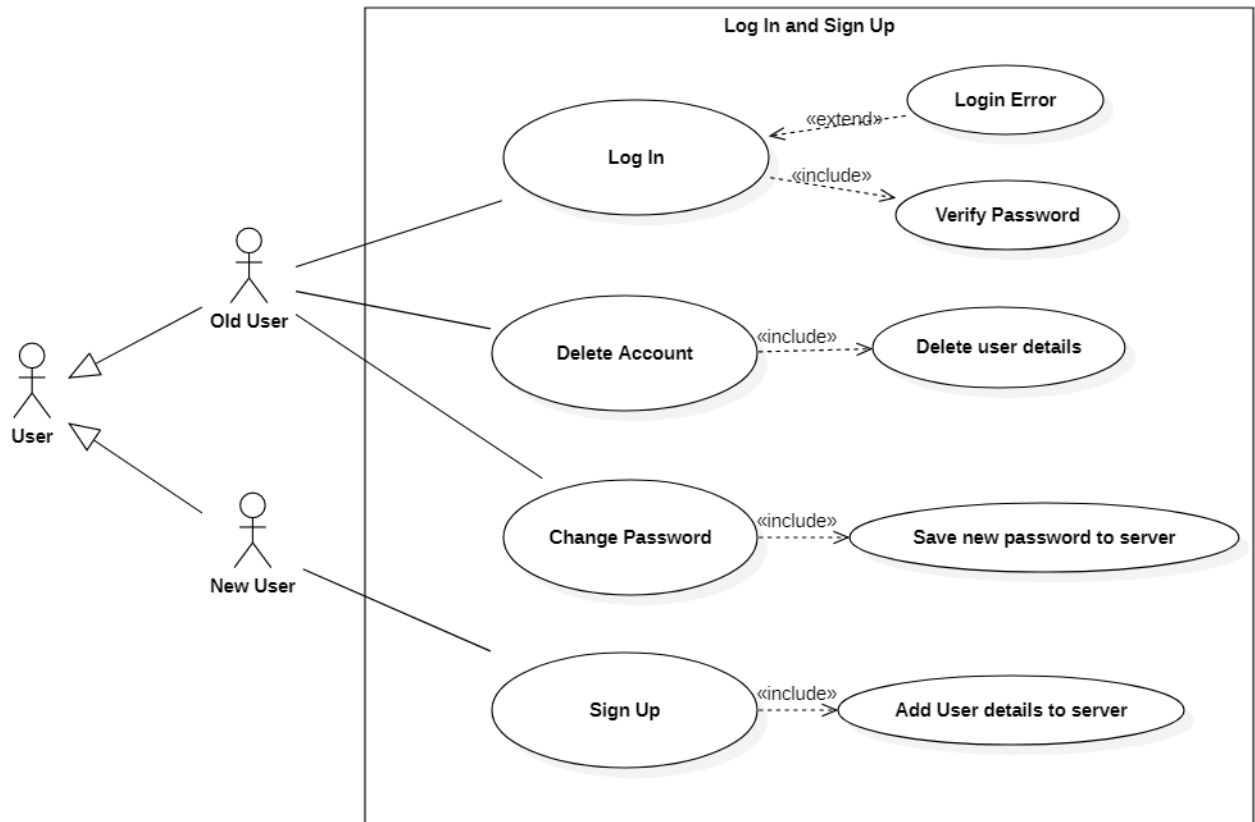 Log In and Sign Up
Login Error
«extend»
Log In
«include»
Verify Password
Old User
Delete Account
«include»
Delete user details
User
Change Password
«include»
Save new password to server
New User
Sign Up
«include»
Add User details to server